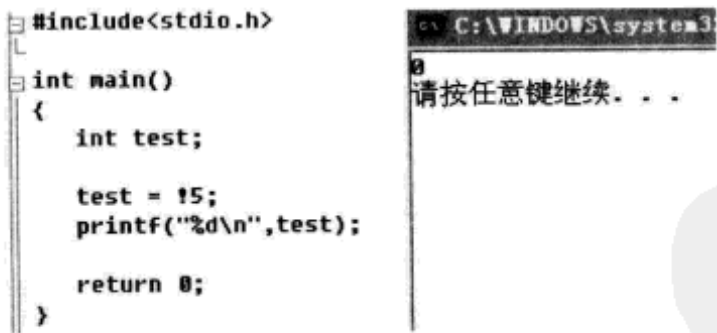 #include<stdio.h>
int main()
{
int test;
test = !5;
printf("%d\n",test);
return 0;
}
C:\WINDOWS\system3
0
请按任意键继续. . .